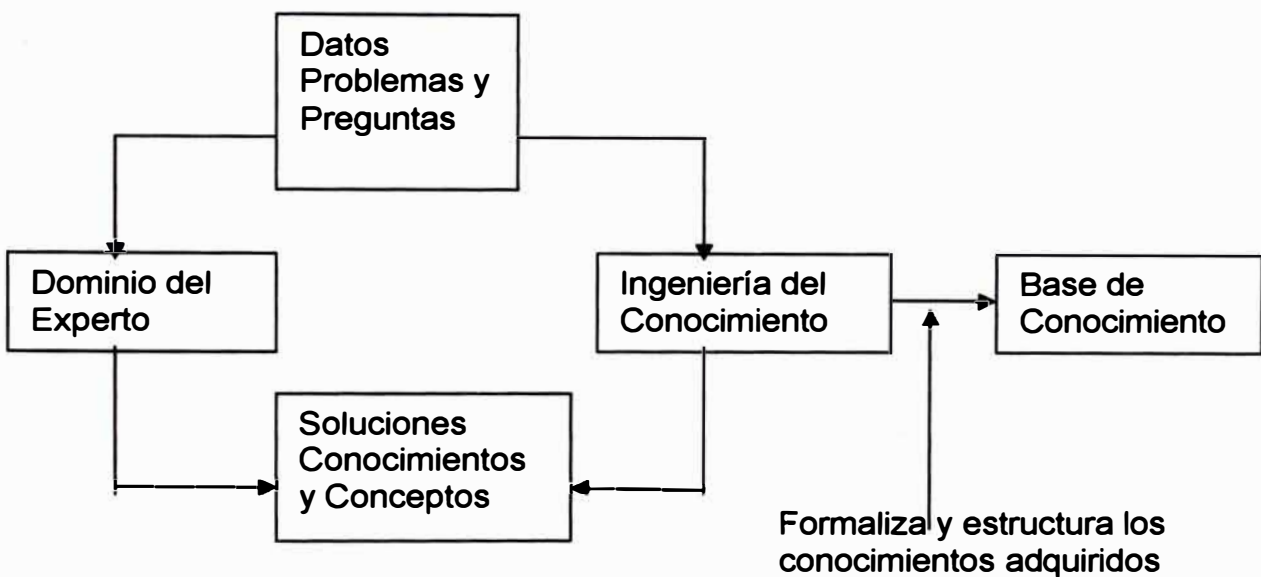 Datos
Problemas y
Preguntas
Dominio del
Experto
Ingeniería del
Conocimiento
Base de
Conocimiento
Soluciones
Conocimientos
y Conceptos
Formaliza y estructura los
conocimientos adquiridos